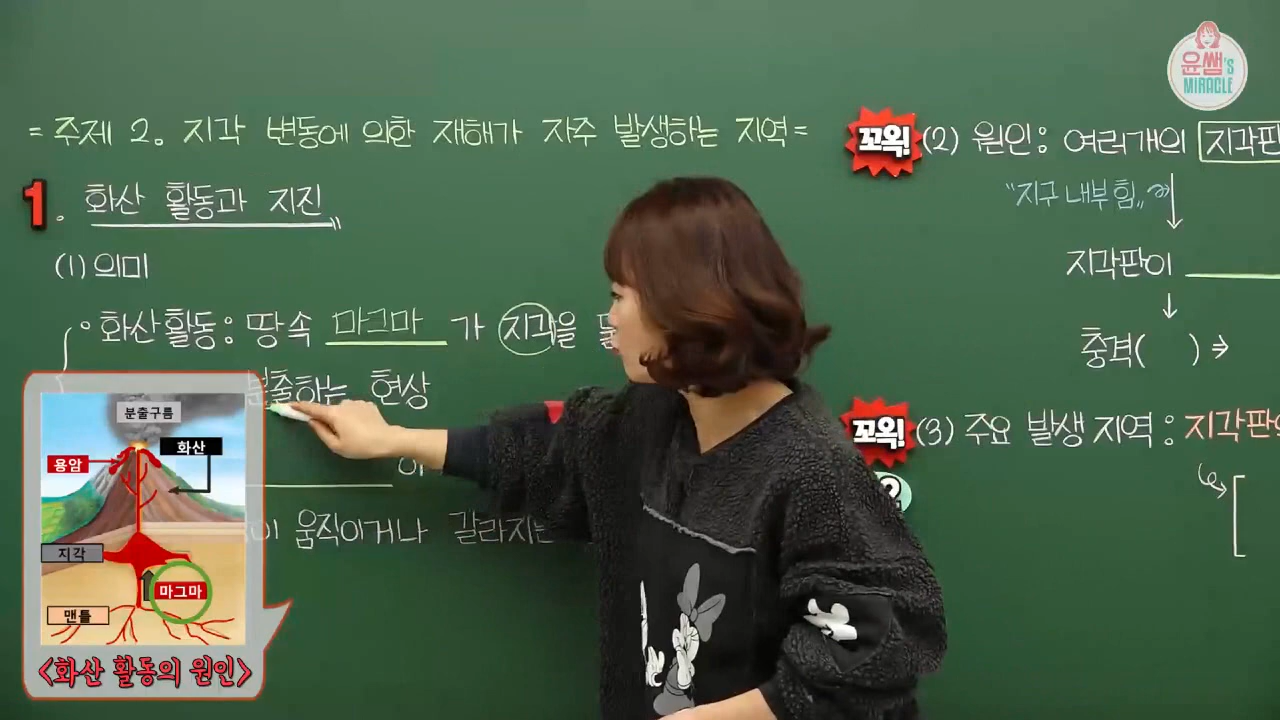 = 주제 2. 지각 변동에 의한 재해가 자주 발생하는 지역 =
1. 화산 활동과 지진
(1) 의미
화산활동: 땅속 마그마 가 지각을
분출하는 현상
움직이거나 갈라지는
꼬옥! (2) 원인: 여러개의 지각판
"지구 내부 힘"
지각판이
충격( ) →
꼬옥! (3) 주요 발생 지역: 지각판
분출구름
화산
용암
지각
마그마
맨틀
<화산 활동의 원인>
윤쌤's
MIRACLE